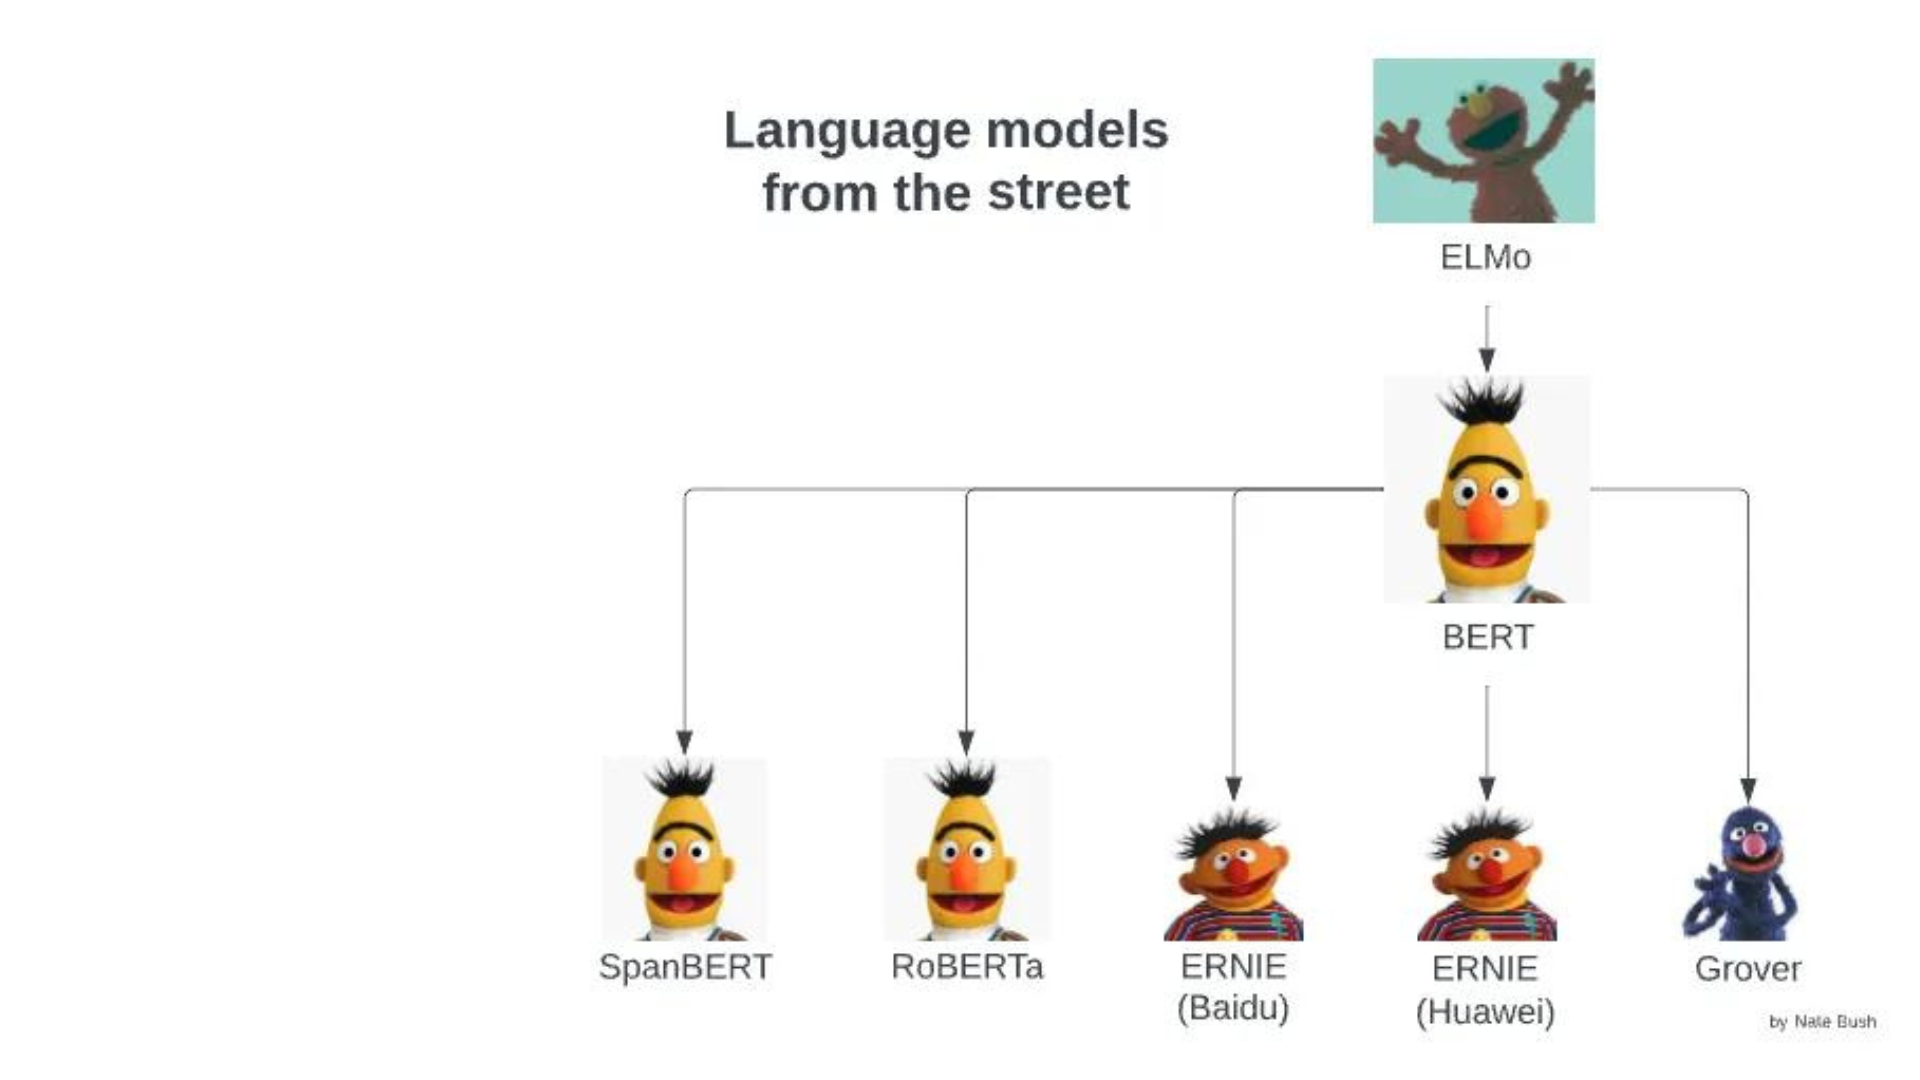 Language models
from the street
ELMo
BERT
SpanBERT
RoBERTa
ERNIE
(Baidu)
ERNIE
(Huawei)
Grover
by Nate Bush